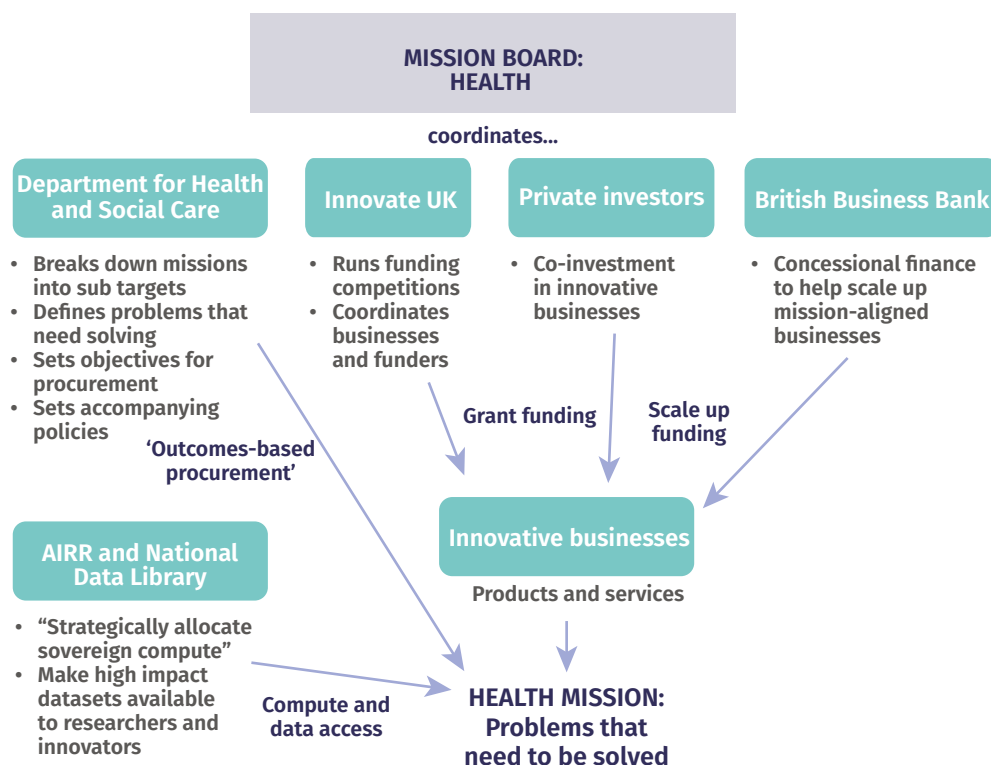 MISSION BOARD:
HEALTH
coordinates...
Department for Health
and Social Care
• Breaks down missions
into sub targets
• Defines problems that
need solving
• Sets objectives for
procurement
• Sets accompanying
policies
Innovate UK
• Runs funding
competitions
• Coordinates
businesses
and funders
Private investors
• Co-investment
in innovative
businesses
British Business Bank
• Concessional finance
to help scale up
mission-aligned
businesses
‘Outcomes-based
procurement’
Grant funding
Scale up
funding
Innovative businesses
Products and services
AIRR and National
Data Library
• “Strategically allocate
sovereign compute”
• Make high impact
datasets available
to researchers and
innovators
Compute and
data access
HEALTH MISSION:
Problems that
need to be solved